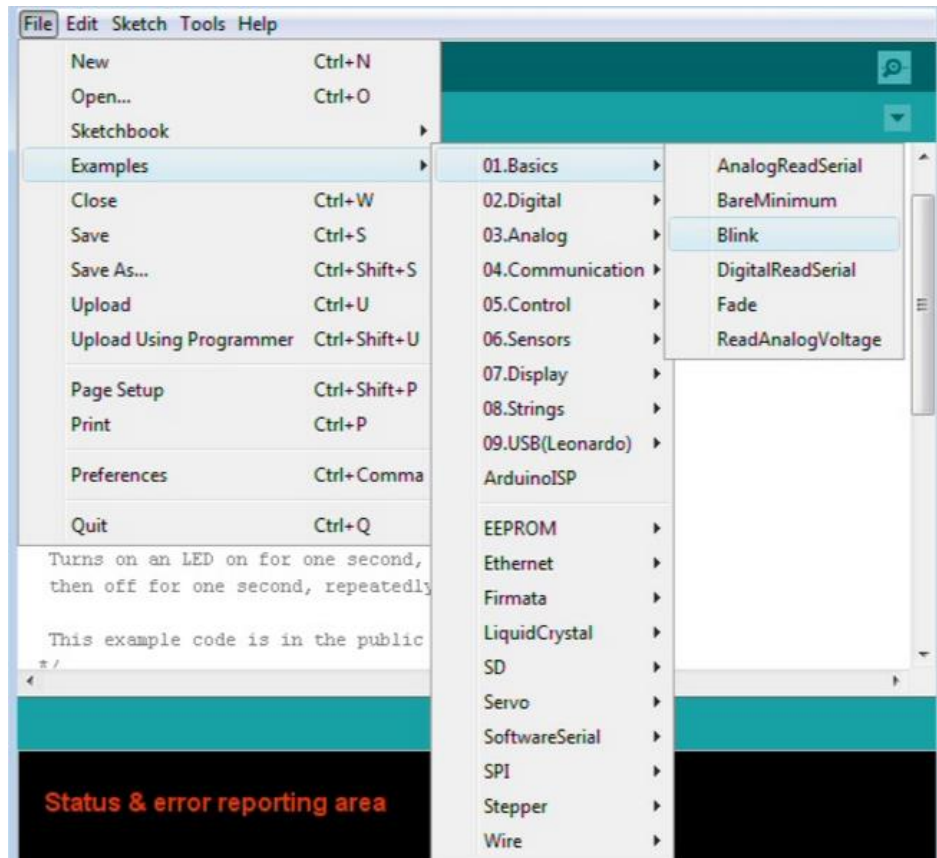 File Edit Sketch Tools Help
New Ctrl+N
Open... Ctrl+O
Sketchbook
Examples
Close Ctrl+W
Save Ctrl+S
Save As... Ctrl+Shift+S
Upload Ctrl+U
Upload Using Programmer Ctrl+Shift+U
Page Setup Ctrl+Shift+P
Print Ctrl+P
Preferences Ctrl+Comma
Quit Ctrl+Q
01.Basics
02.Digital
03.Analog
04.Communication
05.Control
06.Sensors
07.Display
08.Strings
09.USB(Leonardo)
ArduinoISP
EEPROM
Ethernet
Firmata
LiquidCrystal
SD
Servo
SoftwareSerial
SPI
Stepper
Wire
AnalogReadSerial
BareMinimum
Blink
DigitalReadSerial
Fade
ReadAnalogVoltage
Turns on an LED on for one second,
then off for one second, repeatedly
This example code is in the public
*/
Status & error reporting area